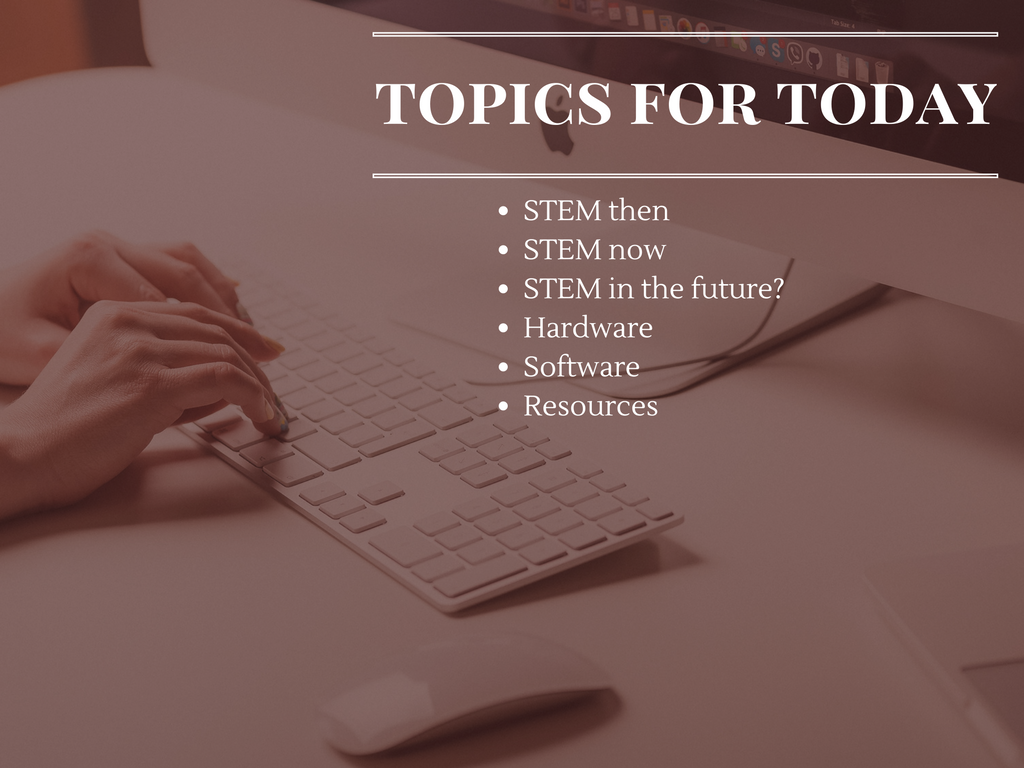 TOPICS FOR TODAY
• STEM then
• STEM now
• STEM in the future?
• Hardware
• Software
• Resources